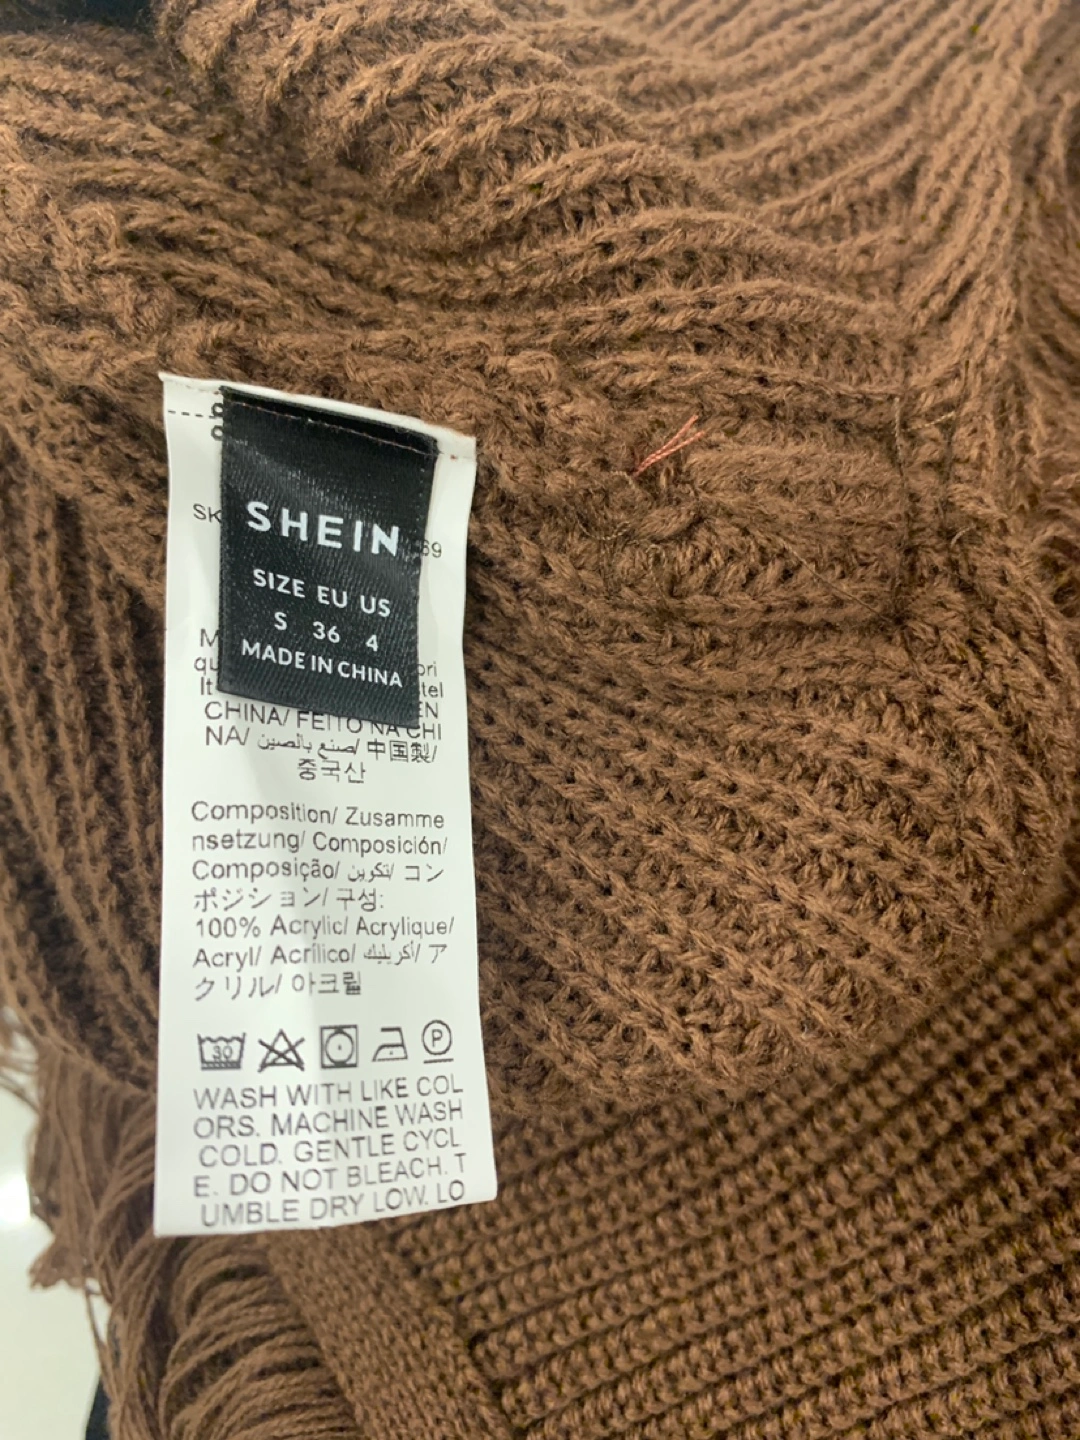 SHEIN
SIZE EU US
S 36 4
MADE IN CHINA
SK 69
CHINA/ FEITO NA CHI
NA/ صنع بالصين/ 中国製/
중국산
Composition/ Zusamme
nsetzung/ Composición/
Composição/ تكوين/ コン
ポジション/ 구성:
100% Acrylic/ Acrylique/
Acryl/ Acrílico/ أكريليك/ ア
クリル/ 아크릴
30
P
WASH WITH LIKE COL
ORS. MACHINE WASH
COLD. GENTLE CYCL
E. DO NOT BLEACH. T
UMBLE DRY LOW. LO